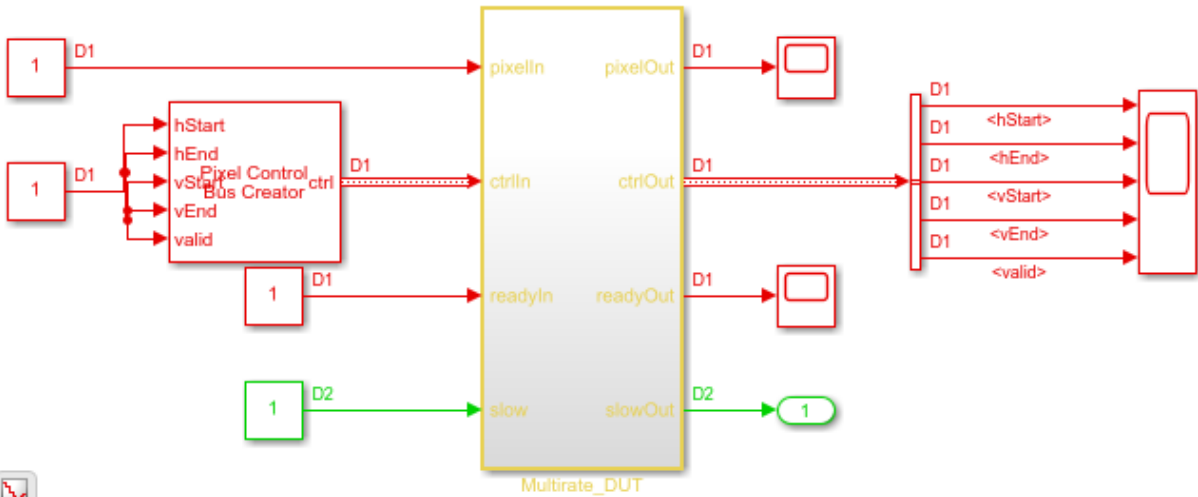 1
D1
pixelIn
pixelOut
D1
1
D1
hStart
hEnd
vStart
vEnd
valid
Pixel Control
Bus Creator
ctrl
D1
ctrlIn
ctrlOut
D1
D1
<hStart>
D1
<hEnd>
D1
<vStart>
D1
<vEnd>
D1
<valid>
1
D1
readyIn
readyOut
D1
1
D2
slow
slowOut
D2
1
Multirate_DUT